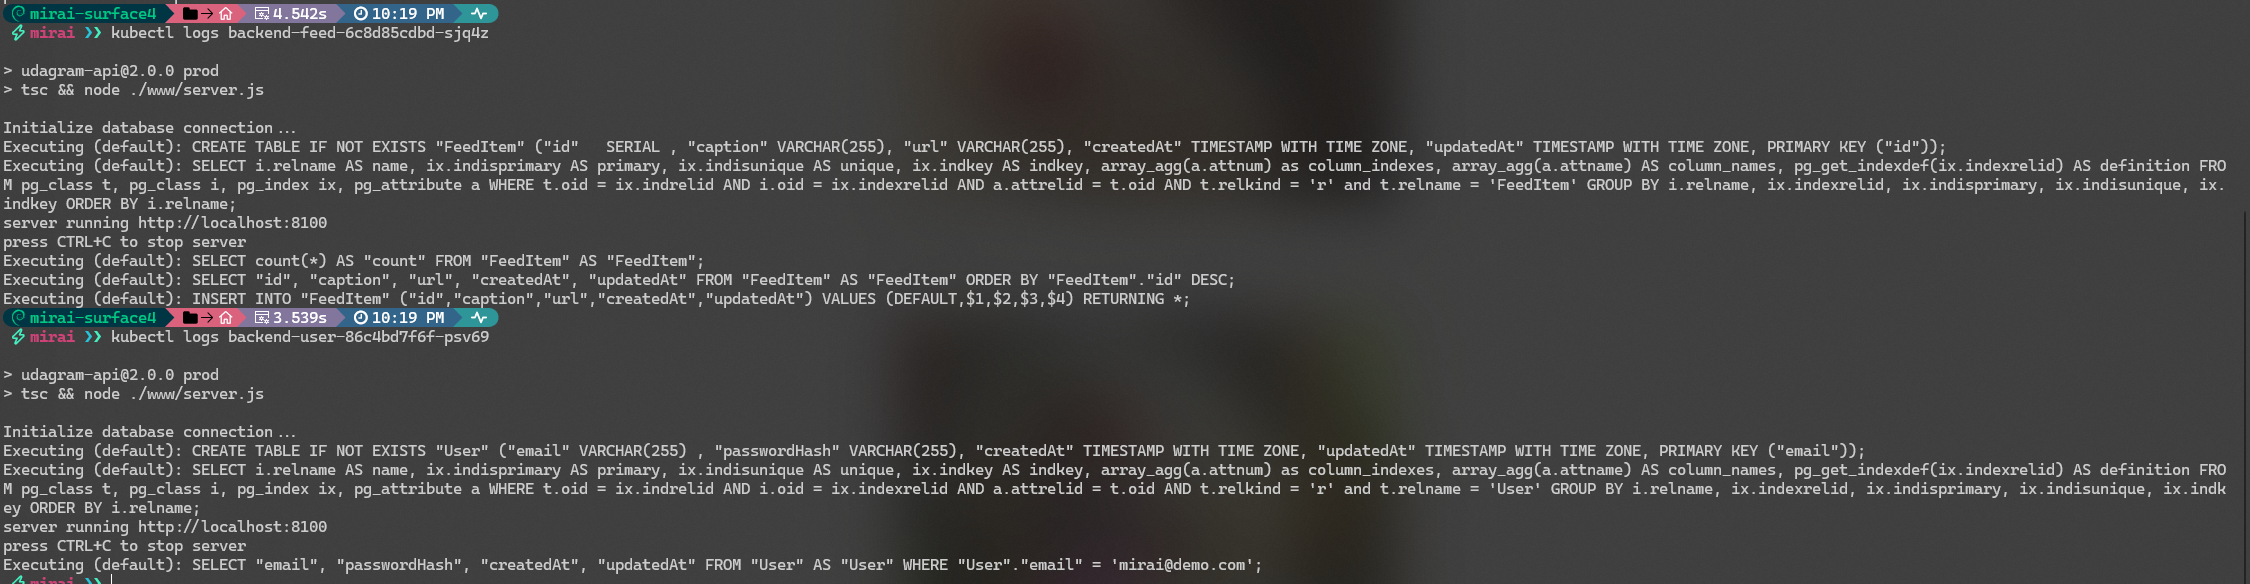 mirai-surface4 → 4.542s 10:19 PM
mirai ❯❯ kubectl logs backend-feed-6c8d85cdbd-sjq4z
> udagram-api@2.0.0 prod
> tsc && node ./www/server.js
Initialize database connection...
Executing (default): CREATE TABLE IF NOT EXISTS "FeedItem" ("id"   SERIAL , "caption" VARCHAR(255), "url" VARCHAR(255), "createdAt" TIMESTAMP WITH TIME ZONE, "updatedAt" TIMESTAMP WITH TIME ZONE, PRIMARY KEY ("id"));
Executing (default): SELECT i.relname AS name, ix.indisprimary AS primary, ix.indisunique AS unique, ix.indkey AS indkey, array_agg(a.attnum) as column_indexes, array_agg(a.attname) AS column_names, pg_get_indexdef(ix.indexrelid) AS definition FRO
M pg_class t, pg_class i, pg_index ix, pg_attribute a WHERE t.oid = ix.indrelid AND i.oid = ix.indexrelid AND a.attrelid = t.oid AND t.relkind = 'r' and t.relname = 'FeedItem' GROUP BY i.relname, ix.indexrelid, ix.indisprimary, ix.indisunique, ix.
indkey ORDER BY i.relname;
server running http://localhost:8100
press CTRL+C to stop server
Executing (default): SELECT count(*) AS "count" FROM "FeedItem" AS "FeedItem";
Executing (default): SELECT "id", "caption", "url", "createdAt", "updatedAt" FROM "FeedItem" AS "FeedItem" ORDER BY "FeedItem"."id" DESC;
Executing (default): INSERT INTO "FeedItem" ("id","caption","url","createdAt","updatedAt") VALUES (DEFAULT,$1,$2,$3,$4) RETURNING *;
mirai-surface4 → 3.539s 10:19 PM
mirai ❯❯ kubectl logs backend-user-86c4bd7f6f-psv69
> udagram-api@2.0.0 prod
> tsc && node ./www/server.js
Initialize database connection...
Executing (default): CREATE TABLE IF NOT EXISTS "User" ("email" VARCHAR(255) , "passwordHash" VARCHAR(255), "createdAt" TIMESTAMP WITH TIME ZONE, "updatedAt" TIMESTAMP WITH TIME ZONE, PRIMARY KEY ("email"));
Executing (default): SELECT i.relname AS name, ix.indisprimary AS primary, ix.indisunique AS unique, ix.indkey AS indkey, array_agg(a.attnum) as column_indexes, array_agg(a.attname) AS column_names, pg_get_indexdef(ix.indexrelid) AS definition FRO
M pg_class t, pg_class i, pg_index ix, pg_attribute a WHERE t.oid = ix.indrelid AND i.oid = ix.indexrelid AND a.attrelid = t.oid AND t.relkind = 'r' and t.relname = 'User' GROUP BY i.relname, ix.indexrelid, ix.indisprimary, ix.indisunique, ix.indk
ey ORDER BY i.relname;
server running http://localhost:8100
press CTRL+C to stop server
Executing (default): SELECT "email", "passwordHash", "createdAt", "updatedAt" FROM "User" AS "User" WHERE "User"."email" = 'mirai@demo.com';
mirai ❯❯